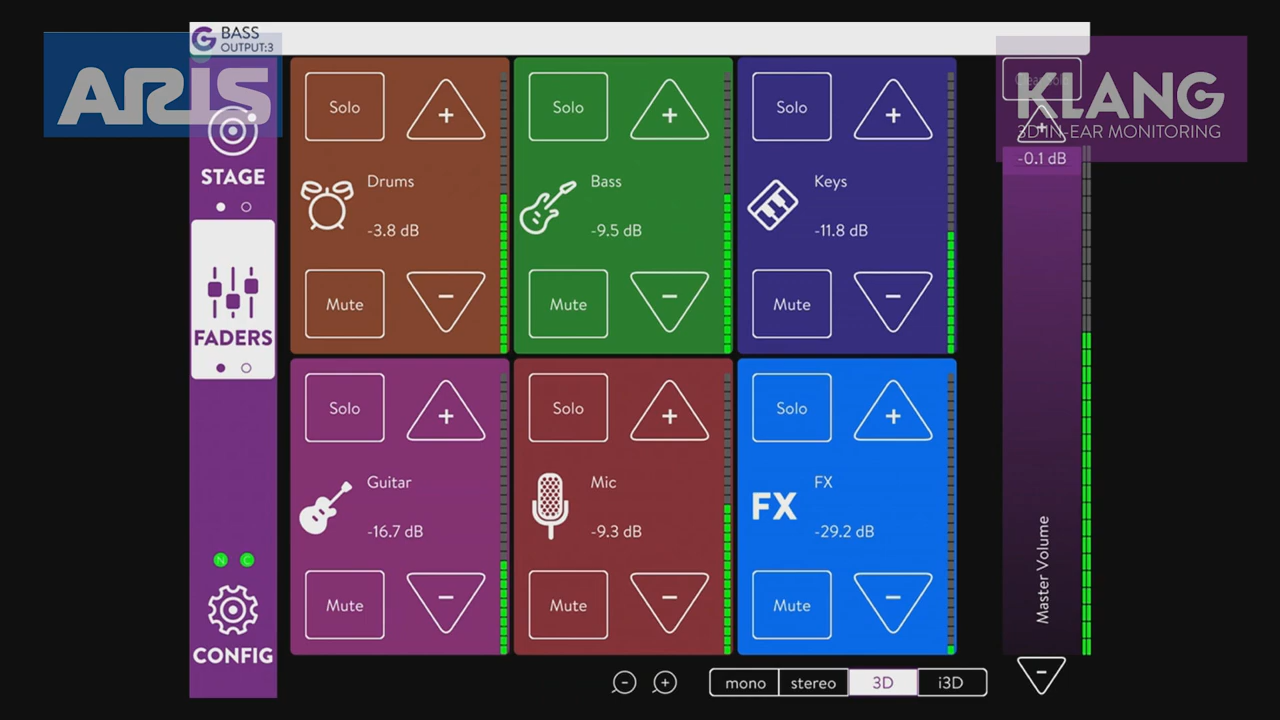 BASS
OUTPUT:3
ARIS
KLANG
3D IN-EAR MONITORING
STAGE
FADERS
N C
CONFIG
Solo +
Drums
-3.8 dB
Mute -
Solo +
Bass
-9.5 dB
Mute -
Solo +
Keys
-11.8 dB
Mute -
Solo +
Guitar
-16.7 dB
Mute -
Solo +
Mic
-9.3 dB
Mute -
Solo +
FX
FX
-29.2 dB
Mute -
+
-0.1 dB
Master Volume
-
- +
mono stereo 3D i3D